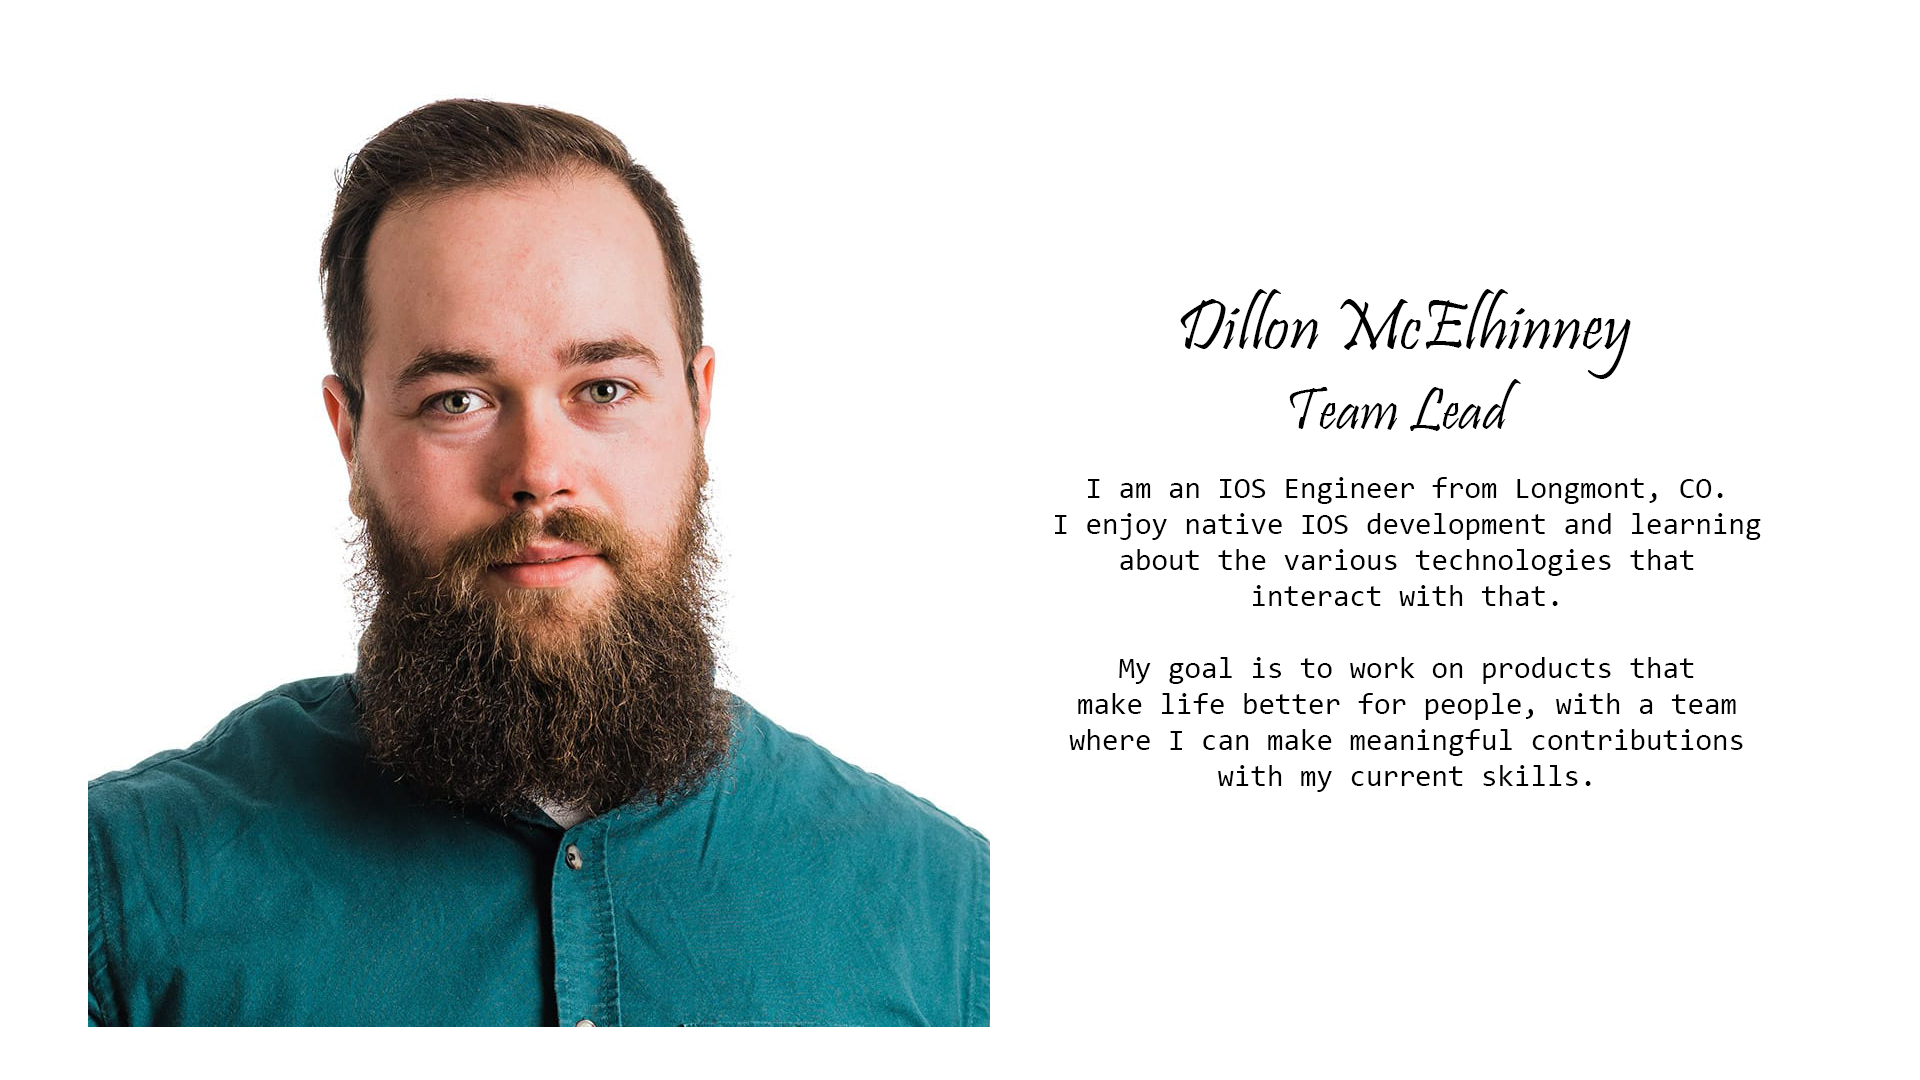 Dillon McElhinney
Team Lead
I am an IOS Engineer from Longmont, CO.
I enjoy native IOS development and learning
about the various technologies that
interact with that.
My goal is to work on products that
make life better for people, with a team
where I can make meaningful contributions
with my current skills.